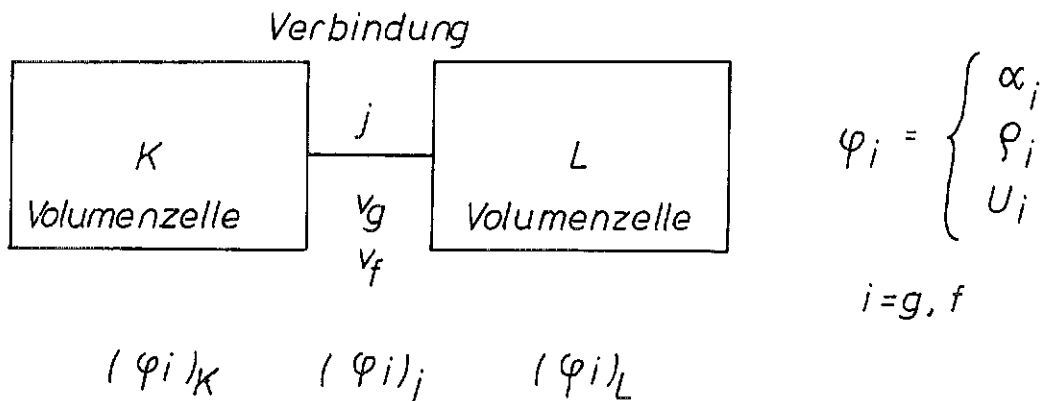 Verbindung
K
Volumenzelle
j
v_g
v_f
L
Volumenzelle
φ_i = { α_i
ρ_i
U_i
i = g, f
(φi)_K (φi)_j (φi)_L